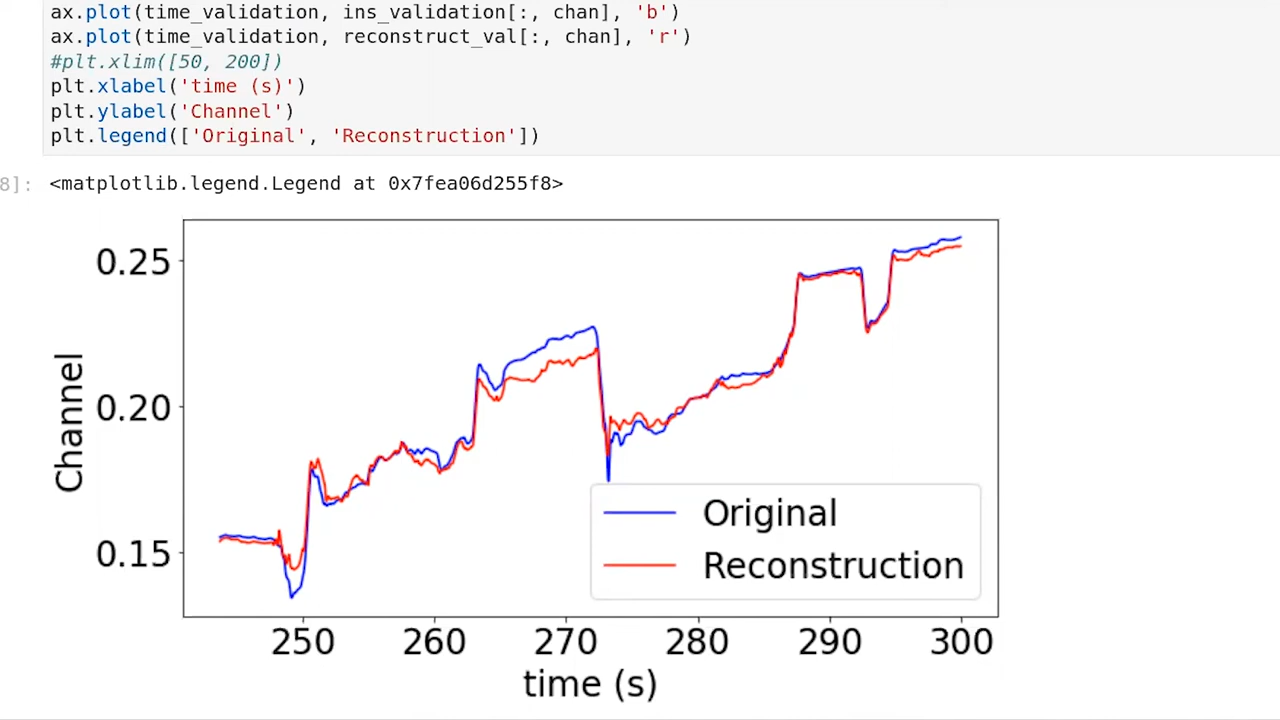 ax.plot(time_validation, ins_validation[:, chan], 'b')
ax.plot(time_validation, reconstruct_val[:, chan], 'r')
#plt.xlim([50, 200])
plt.xlabel('time (s)')
plt.ylabel('Channel')
plt.legend(['Original', 'Reconstruction'])
8]: <matplotlib.legend.Legend at 0x7fea06d255f8>
0.25
0.20
0.15
Channel
Original
Reconstruction
250 260 270 280 290 300
time (s)